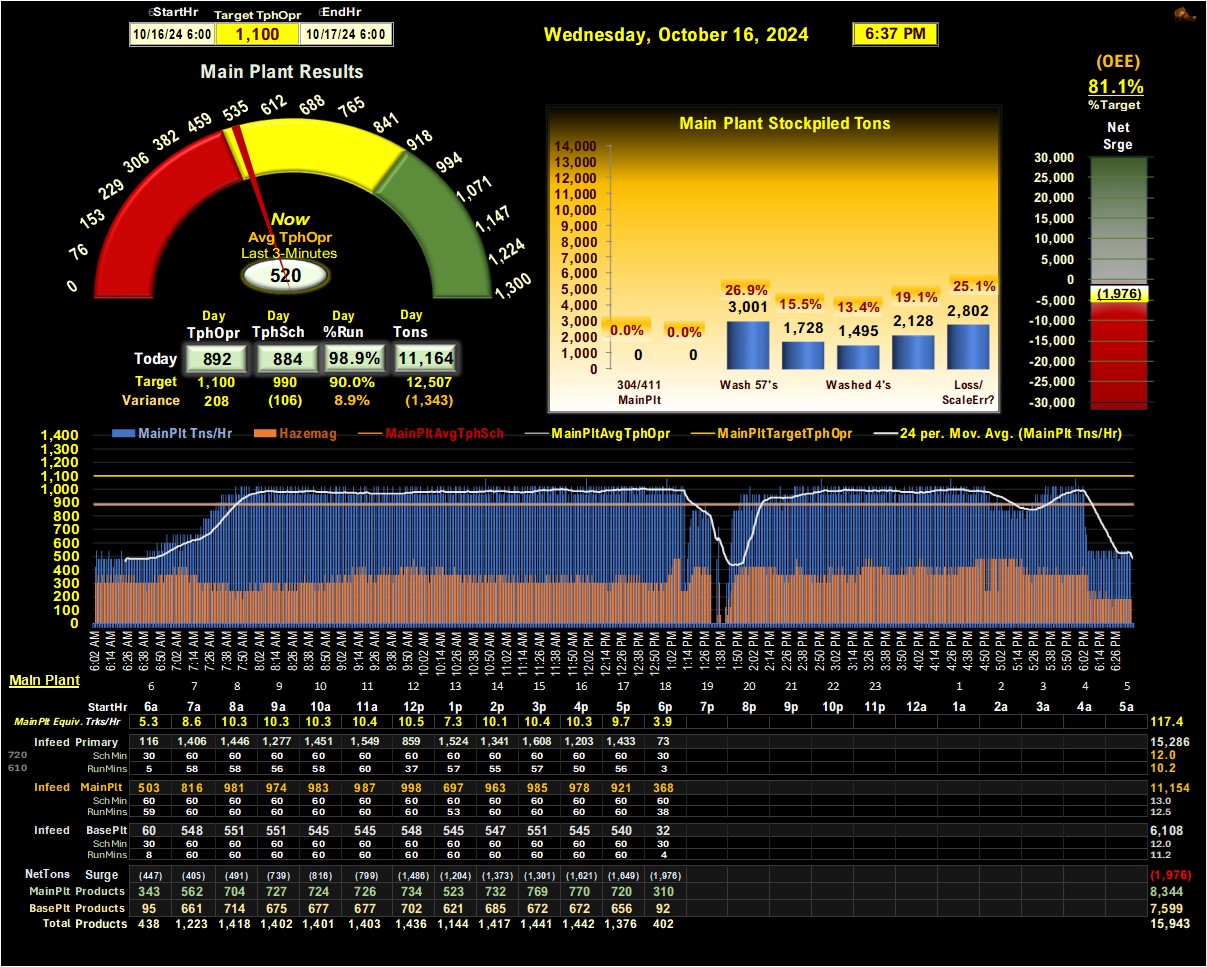 StartHr Target TphOpr EndHr
10/16/24 6:00 1,100 10/17/24 6:00
Wednesday, October 16, 2024 6:37 PM
(OEE)
81.1%
%Target
Net
Srge
30,000
25,000
20,000
15,000
10,000
5,000
0
(1,976)
-5,000
-10,000
-15,000
-20,000
-25,000
-30,000
Main Plant Results
0 76 153 229 306 382 459 535 612 688 765 841 918 994 1,071 1,147 1,224 1,300
Now
Avg TphOpr
Last 3-Minutes
520
Day Day Day Day
TphOpr TphSch %Run Tons
Today 892 884 98.9% 11,164
Target 1,100 990 90.0% 12,507
Variance 208 (106) 8.9% (1,343)
Main Plant Stockpiled Tons
14,000
13,000
12,000
11,000
10,000
9,000
8,000
7,000
6,000
5,000
4,000
3,000
2,000
1,000
0
0.0% 0.0% 26.9% 15.5% 13.4% 19.1% 25.1%
0 0 3,001 1,728 1,495 2,128 2,802
304/411 Wash 57's Washed 4's Loss/
MainPlt ScaleErr?
MainPlt Tns/Hr Hazemag MainPltAvgTphSch MainPltAvgTphOpr MainPltTargetTphOpr 24 per. Mov. Avg. (MainPlt Tns/Hr)
1,400
1,300
1,200
1,100
1,000
900
800
700
600
500
400
300
200
100
0
6:02 AM 6:14 AM 6:26 AM 6:38 AM 6:50 AM 7:02 AM 7:14 AM 7:26 AM 7:38 AM 7:50 AM 8:02 AM 8:14 AM 8:26 AM 8:38 AM 8:50 AM 9:02 AM 9:14 AM 9:26 AM 9:38 AM 9:50 AM 10:02 AM 10:14 AM 10:26 AM 10:38 AM 10:50 AM 11:02 AM 11:14 AM 11:26 AM 11:38 AM 11:50 AM 12:02 PM 12:14 PM 12:26 PM 12:38 PM 12:50 PM 1:02 PM 1:14 PM 1:26 PM 1:38 PM 1:50 PM 2:02 PM 2:14 PM 2:26 PM 2:38 PM 2:50 PM 3:02 PM 3:14 PM 3:26 PM 3:38 PM 3:50 PM 4:02 PM 4:14 PM 4:26 PM 4:38 PM 4:50 PM 5:02 PM 5:14 PM 5:26 PM 5:38 PM 5:50 PM 6:02 PM 6:14 PM 6:26 PM
Main Plant 6 7 8 9 10 11 12 13 14 15 16 17 18 19 20 21 22 23 1 2 3 4 5
StartHr 6a 7a 8a 9a 10a 11a 12p 1p 2p 3p 4p 5p 6p 7p 8p 9p 10p 11p 12a 1a 2a 3a 4a 5a
MainPlt Equiv. Trks/Hr 5.3 8.6 10.3 10.3 10.3 10.4 10.5 7.3 10.1 10.4 10.3 9.7 3.9 117.4
Infeed Primary 116 1,406 1,446 1,277 1,451 1,549 859 1,524 1,341 1,608 1,203 1,433 73 15,286
720 SchMin 30 60 60 60 60 60 60 60 60 60 60 60 30 12.0
610 RunMins 5 58 58 56 58 60 37 57 55 57 50 56 3 10.2
Infeed MainPlt 503 816 981 974 983 987 998 697 963 985 978 921 368 11,154
SchMin 60 60 60 60 60 60 60 60 60 60 60 60 60 13.0
RunMins 59 60 60 60 60 60 60 53 60 60 60 60 38 12.5
Infeed BasePlt 60 548 551 551 545 545 548 545 547 551 545 540 32 6,108
SchMin 30 60 60 60 60 60 60 60 60 60 60 60 30 12.0
RunMins 8 60 60 60 60 60 60 60 60 60 60 60 4 11.2
NetTons Surge (447) (405) (491) (739) (816) (799) (1,486) (1,204) (1,373) (1,301) (1,621) (1,649) (1,976) (1,976)
MainPlt Products 343 562 704 727 724 726 734 523 732 769 770 720 310 8,344
BasePlt Products 95 661 714 675 677 677 702 621 685 672 672 656 92 7,599
Total Products 438 1,223 1,418 1,402 1,401 1,403 1,436 1,144 1,417 1,441 1,442 1,376 402 15,943